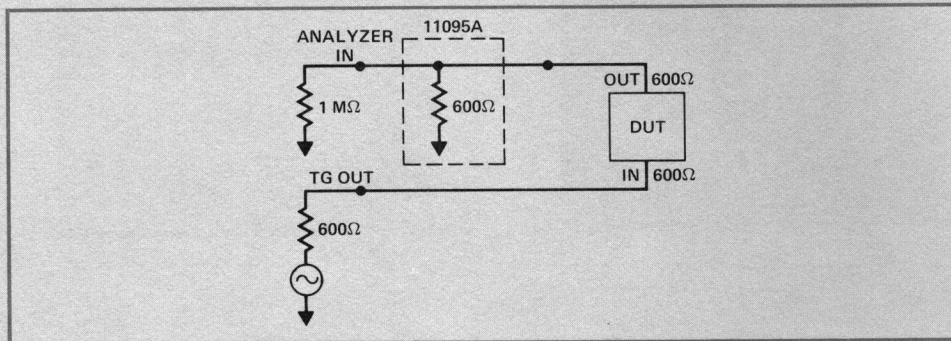 11095A
ANALYZER
IN
1 MΩ
600Ω
OUT 600Ω
DUT
IN 600Ω
TG OUT
600Ω